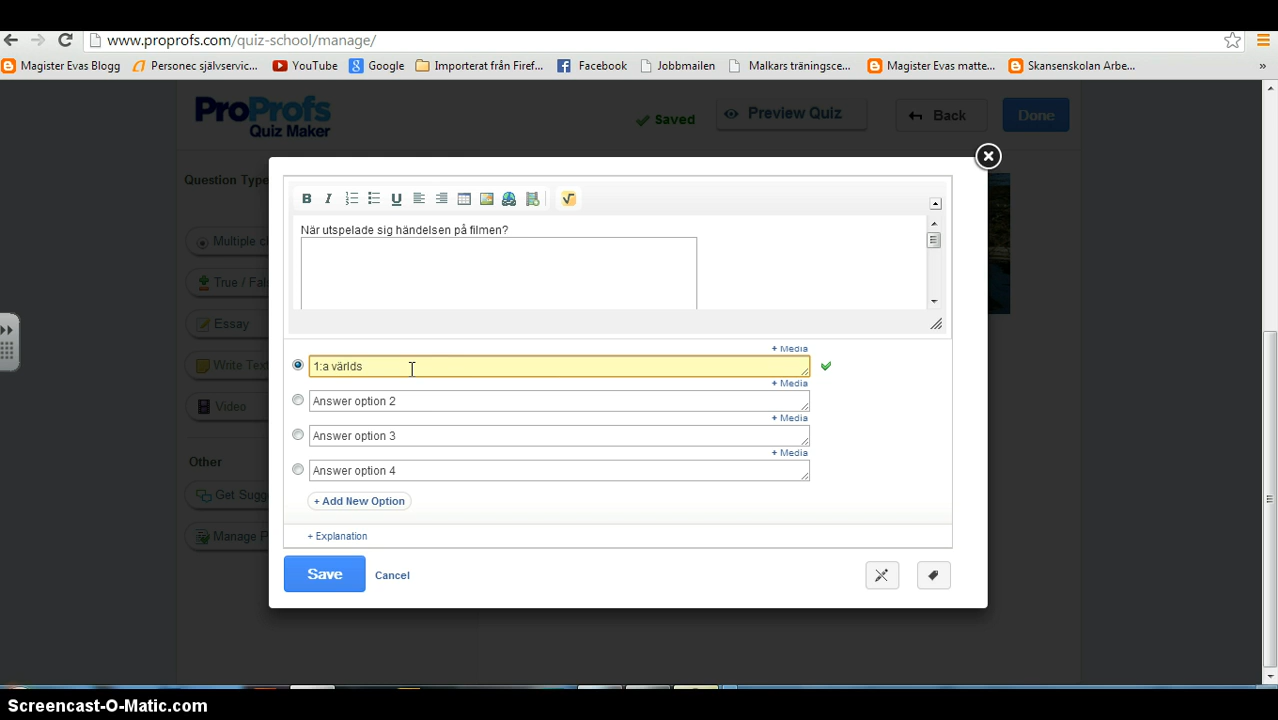 www.proprofs.com/quiz-school/manage/
Magister Evas Blogg
Personec självservic...
YouTube
Google
Importerat från Firef...
Facebook
Jobbmailen
Malkars träningsce...
Magister Evas matte...
Skansenskolan Arbe...
»
ProProfs
Quiz Maker
Saved
Preview Quiz
Back
Done
Question Type
Multiple ch
True / Fal
Essay
Write Text
Video
Other
Get Sugg
Manage P
B I U
När utspelade sig händelsen på filmen?
+ Media
1:a världs
+ Media
Answer option 2
+ Media
Answer option 3
+ Media
Answer option 4
+ Add New Option
+ Explanation
Save
Cancel
Screencast-O-Matic.com